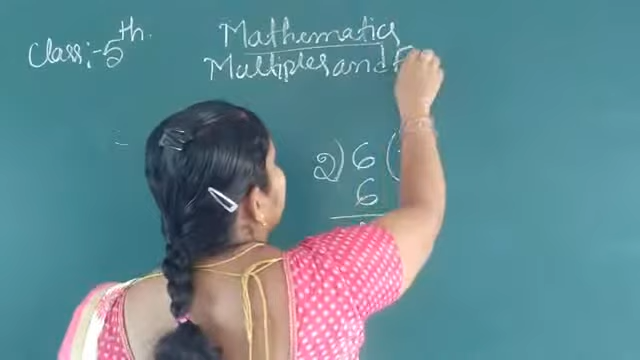 Class:- 5th.
Mathematics
Multiples and F
2) 6 (
6